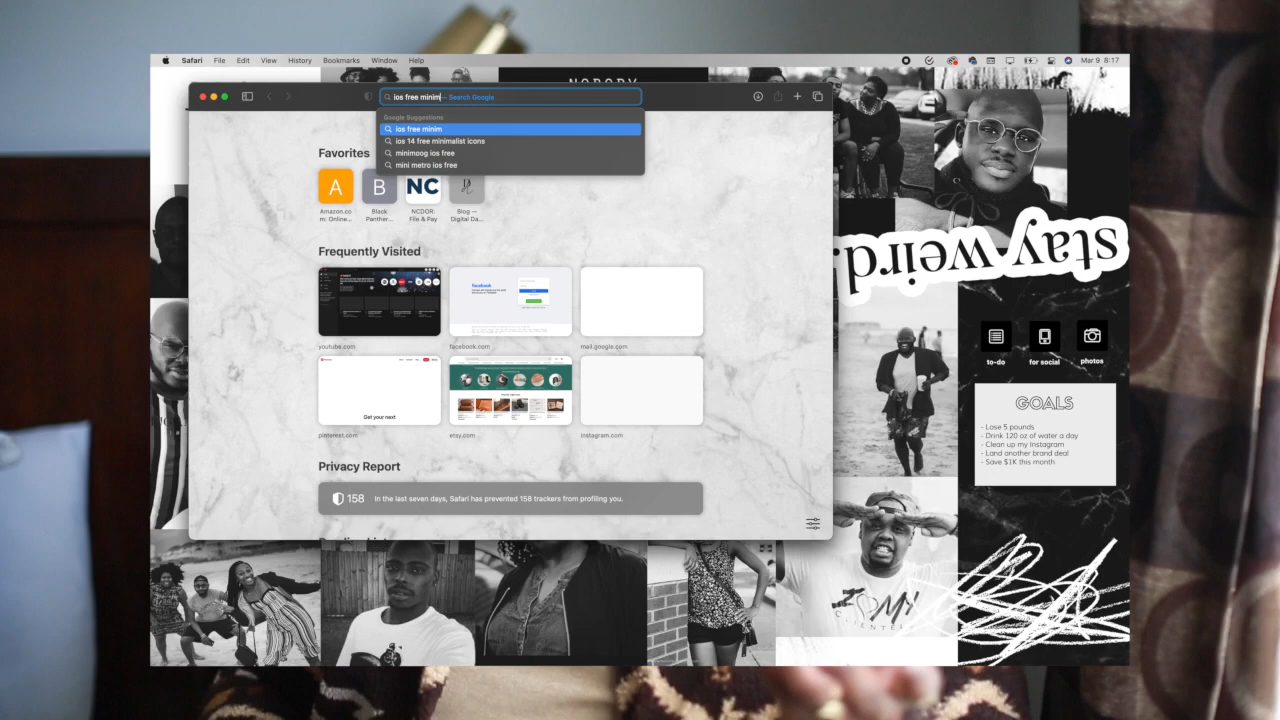 Safari File Edit View History Bookmarks Window Help
Mar 9 8:17
NOBODY
ios free minim — Search Google
Google Suggestions
ios free minim
ios 14 free minimalist icons
minimoog ios free
mini metro ios free
Favorites
A
B
NC
Amazon.co
m: Online...
Black
Panther...
NCDOR:
File & Pay
Blog —
Digital Da...
Frequently Visited
facebook
youtube.com
facebook.com
mail.google.com
Get your next
pinterest.com
etsy.com
instagram.com
Privacy Report
158
In the last seven days, Safari has prevented 158 trackers from profiling you.
stay weird!
to-do
for social
photos
GOALS
- Lose 5 pounds
- Drink 120 oz of water a day
- Clean up my Instagram
- Land another brand deal
- Save $1K this month